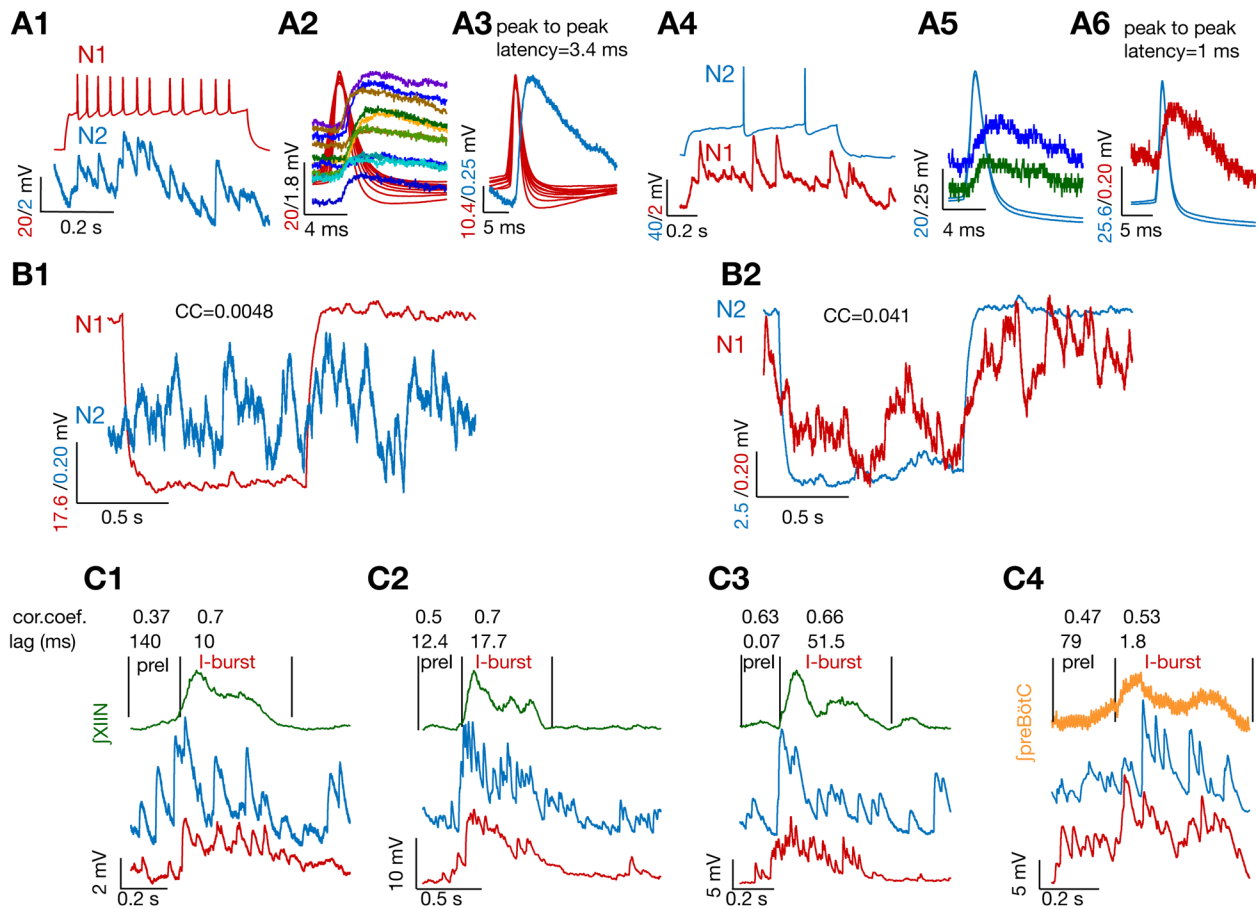 A1
A2
A3
peak to peak
latency=3.4 ms
A4
A5
A6
peak to peak
latency=1 ms
N1
N2
20/2 mV
0.2 s
20/1.8 mV
4 ms
10.4/0.25 mV
5 ms
N2
N1
40/2 mV
0.2 s
20/.25 mV
4 ms
25.6/0.20 mV
5 ms
B1
CC=0.0048
N1
N2
17.6 /0.20 mV
0.5 s
B2
CC=0.041
N2
N1
2.5 /0.20 mV
0.5 s
C1
C2
C3
C4
cor.coef.
0.37
0.7
0.5
0.7
0.63
0.66
0.47
0.53
lag (ms)
140
10
12.4
17.7
0.07
51.5
79
1.8
preI
I-burst
preI
I-burst
preI
I-burst
preI
I-burst
∫XIIN
∫preBötC
2 mV
0.2 s
10 mV
0.5 s
5 mV
0.2 s
5 mV
0.2 s